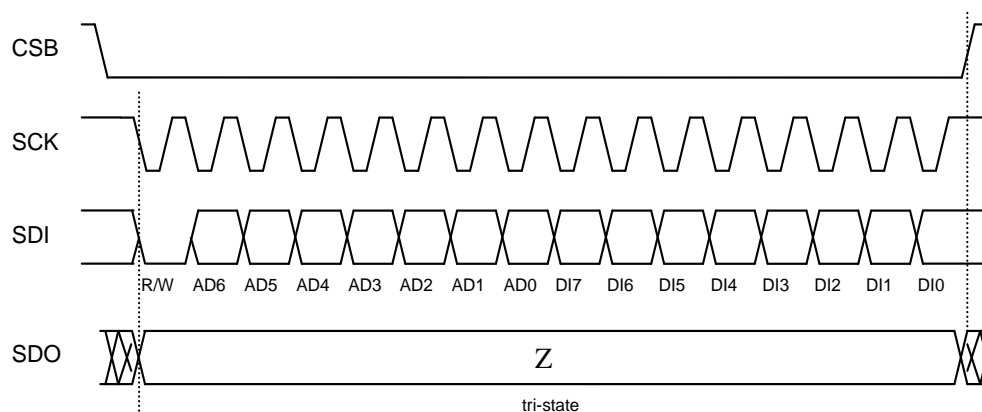 CSB
SCK
SDI
R/W AD6 AD5 AD4 AD3 AD2 AD1 AD0 DI7 DI6 DI5 DI4 DI3 DI2 DI1 DI0
SDO
Z
tri-state